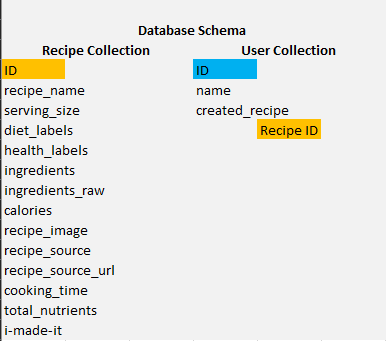 Database Schema
Recipe Collection User Collection
ID ID
recipe_name name
serving_size created_recipe
diet_labels Recipe ID
health_labels
ingredients
ingredients_raw
calories
recipe_image
recipe_source
recipe_source_url
cooking_time
total_nutrients
i-made-it